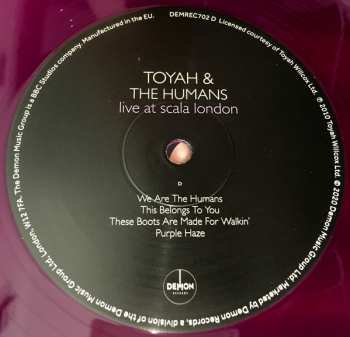 Manufactured in the EU. DEMREC702 D Licensed courtesy of Toyah Willcox Ltd. ℗ 2010 Toyah Willcox Ltd. © 2020 Demon Music Group Ltd. Marketed by Demon Records, a division of the Demon Music Group Ltd, London, W12 7FA. The Demon Music Group is a BBC Studios company.
TOYAH &
THE HUMANS
live at scala london
D
We Are The Humans
This Belongs To You
These Boots Are Made For Walkin'
Purple Haze
DEMON
RECORDS